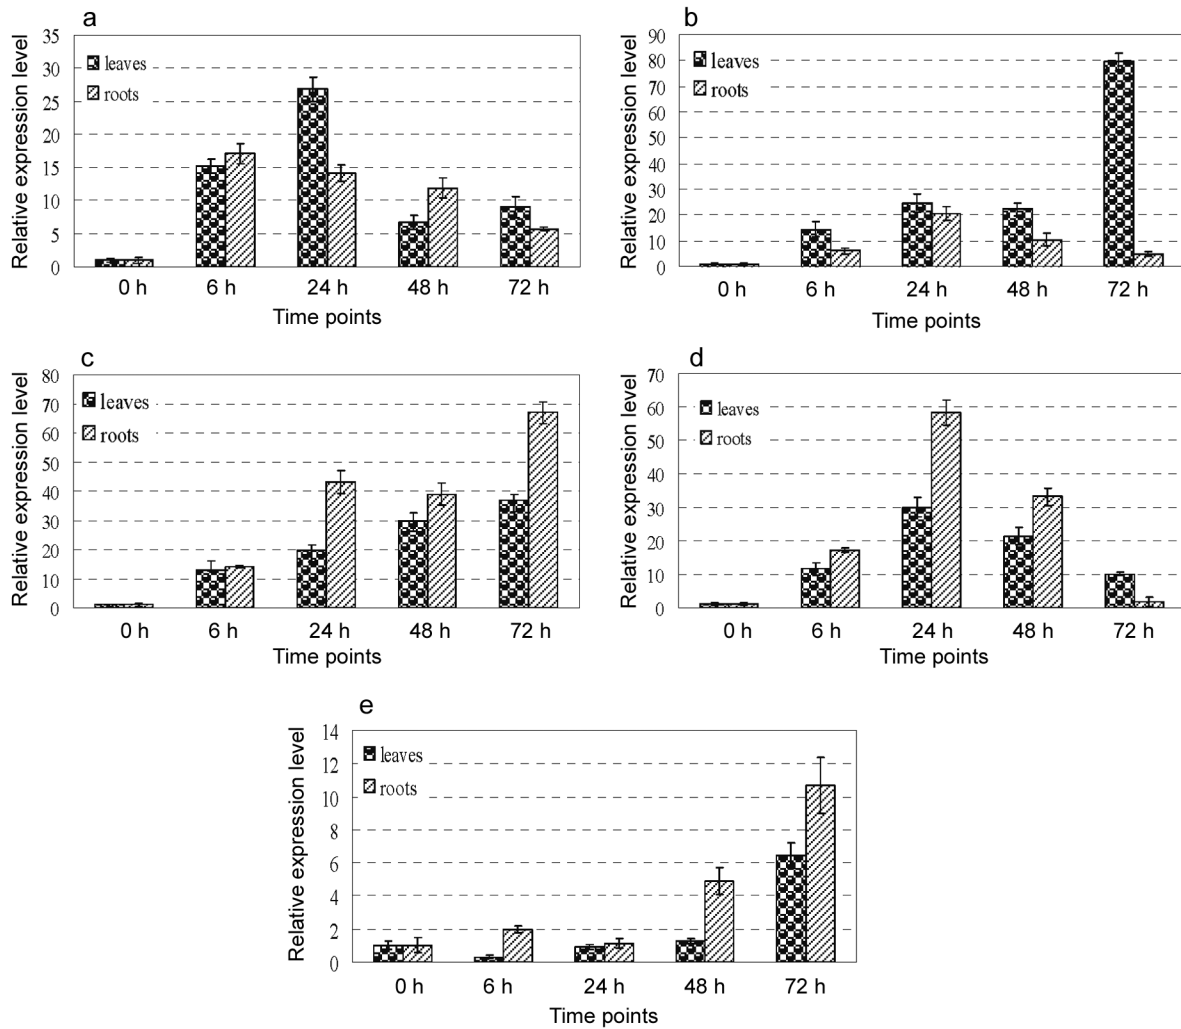 a
Relative expression level
35
30
25
20
15
10
5
0
leaves
roots
0 h 6 h 24 h 48 h 72 h
Time points
b
Relative expression level
90
80
70
60
50
40
30
20
10
0
leaves
roots
0 h 6 h 24 h 48 h 72 h
Time points
c
Relative expression level
80
70
60
50
40
30
20
10
0
leaves
roots
0 h 6 h 24 h 48 h 72 h
Time points
d
Relative expression level
70
60
50
40
30
20
10
0
leaves
roots
0 h 6 h 24 h 48 h 72 h
Time points
e
Relative expression level
14
12
10
8
6
4
2
0
leaves
roots
0 h 6 h 24 h 48 h 72 h
Time points